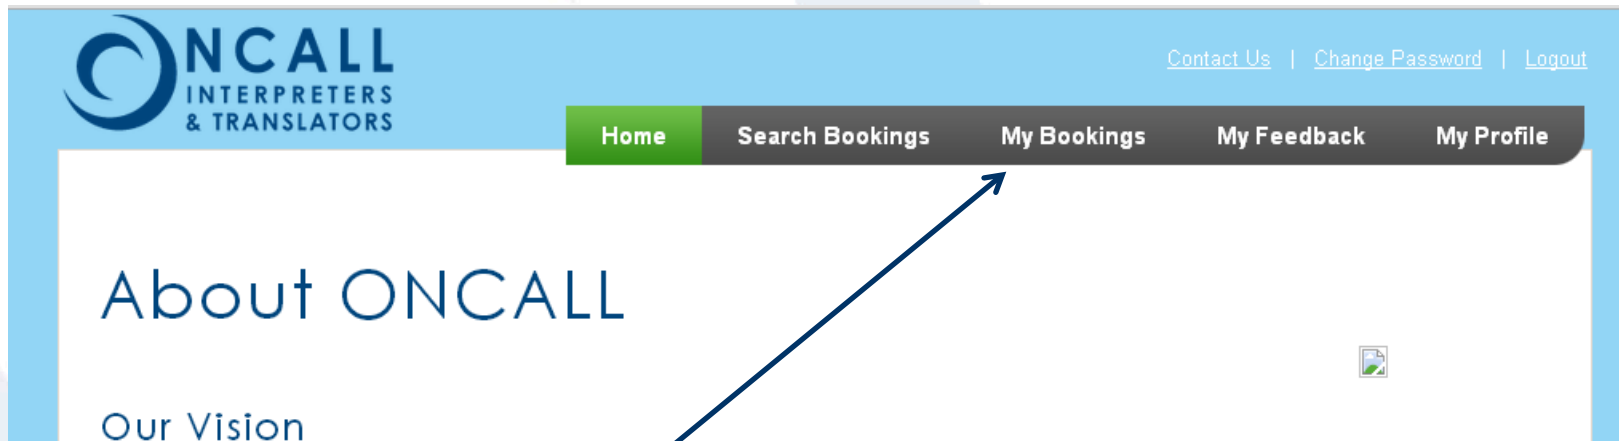 ONCALL
INTERPRETERS
& TRANSLATORS
Contact Us | Change Password | Logout
Home Search Bookings My Bookings My Feedback My Profile
About ONCALL
Our Vision